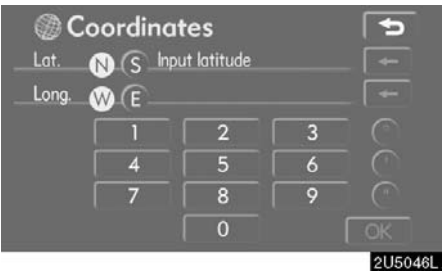 Coordinates
Lat. N S Input latitude
Long. W E
1 2 3 °
4 5 6 '
7 8 9 "
0 OK
2U5046L